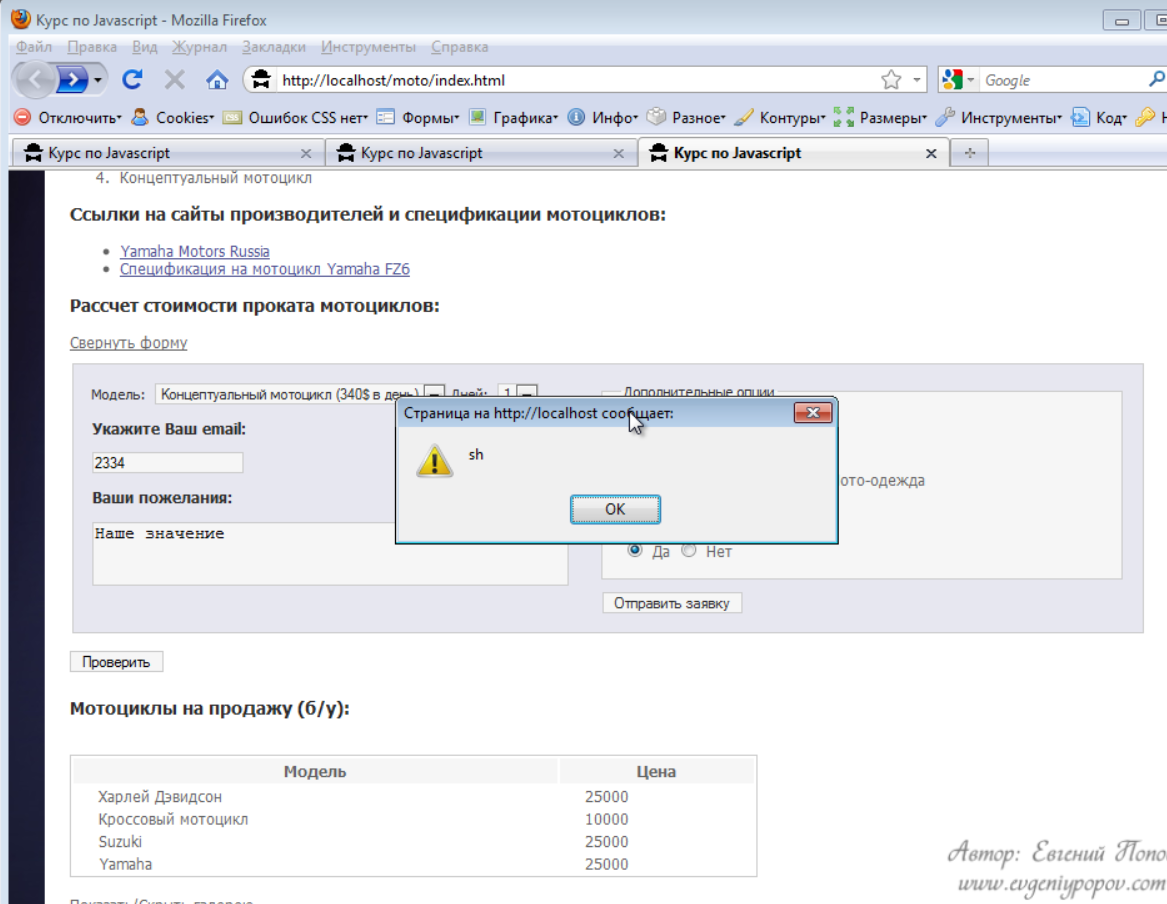 Курс по Javascript - Mozilla Firefox
Файл Правка Вид Журнал Закладки Инструменты Справка
http://localhost/moto/index.html Google
Отключить Cookies Ошибок CSS нет Формы Графика Инфо Разное Контуры Размеры Инструменты Код
Курс по Javascript Курс по Javascript Курс по Javascript
4. Концептуальный мотоцикл
Ссылки на сайты производителей и спецификации мотоциклов:
Yamaha Motors Russia
Спецификация на мотоцикл Yamaha FZ6
Рассчет стоимости проката мотоциклов:
Свернуть форму
Модель: Концептуальный мотоцикл (340$ в день) Дней: 1 Дополнительные опции
Страница на http://localhost сообщает:
Укажите Ваш email:
sh
2334
ото-одежда
Ваши пожелания:
OK
Наше значение
Да Нет
Отправить заявку
Проверить
Мотоциклы на продажу (б/у):
Модель Цена
Харлей Дэвидсон 25000
Кроссовый мотоцикл 10000
Suzuki 25000
Yamaha 25000
Автор: Евгений Попо
www.evgeniypopov.com